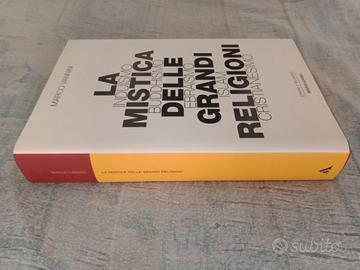 MARCO VANNINI
LA
INDUISMO
MISTICA
BUDDHISMO
DELLE
EBRAISMO
GRANDI
ISLAM
RELIGIONI
CRISTIANESIMO
MARCO VANNINI
LA MISTICA DELLE GRANDI RELIGIONI
subito